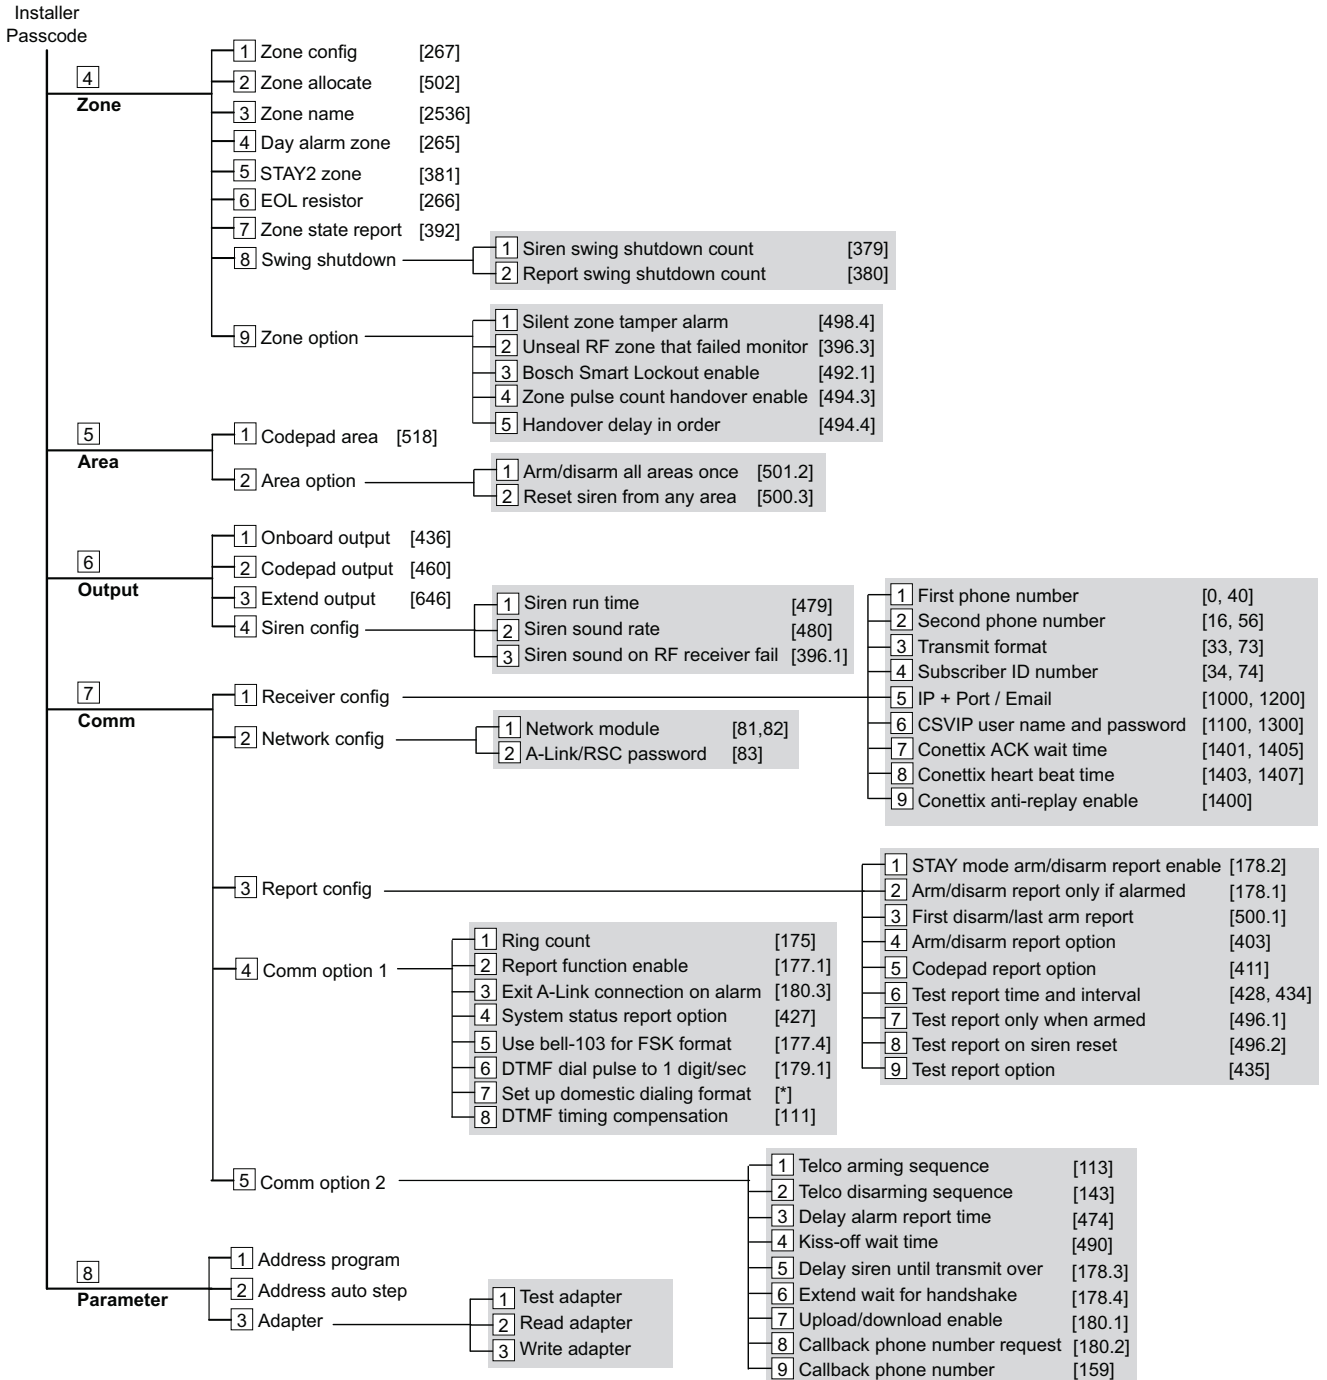 Installer
Passcode
4
Zone
1 Zone config [267]
2 Zone allocate [502]
3 Zone name [2536]
4 Day alarm zone [265]
5 STAY2 zone [381]
6 EOL resistor [266]
7 Zone state report [392]
8 Swing shutdown
1 Siren swing shutdown count [379]
2 Report swing shutdown count [380]
9 Zone option
1 Silent zone tamper alarm [498.4]
2 Unseal RF zone that failed monitor [396.3]
3 Bosch Smart Lockout enable [492.1]
4 Zone pulse count handover enable [494.3]
5 Handover delay in order [494.4]
5
Area
1 Codepad area [518]
2 Area option
1 Arm/disarm all areas once [501.2]
2 Reset siren from any area [500.3]
6
Output
1 Onboard output [436]
2 Codepad output [460]
3 Extend output [646]
4 Siren config
1 Siren run time [479]
2 Siren sound rate [480]
3 Siren sound on RF receiver fail [396.1]
7
Comm
1 Receiver config
1 First phone number [0, 40]
2 Second phone number [16, 56]
3 Transmit format [33, 73]
4 Subscriber ID number [34, 74]
5 IP + Port / Email [1000, 1200]
6 CSVIP user name and password [1100, 1300]
7 Conettix ACK wait time [1401, 1405]
8 Conettix heart beat time [1403, 1407]
9 Conettix anti-replay enable [1400]
2 Network config
1 Network module [81,82]
2 A-Link/RSC password [83]
3 Report config
1 STAY mode arm/disarm report enable [178.2]
2 Arm/disarm report only if alarmed [178.1]
3 First disarm/last arm report [500.1]
4 Arm/disarm report option [403]
5 Codepad report option [411]
6 Test report time and interval [428, 434]
7 Test report only when armed [496.1]
8 Test report on siren reset [496.2]
9 Test report option [435]
4 Comm option 1
1 Ring count [175]
2 Report function enable [177.1]
3 Exit A-Link connection on alarm [180.3]
4 System status report option [427]
5 Use bell-103 for FSK format [177.4]
6 DTMF dial pulse to 1 digit/sec [179.1]
7 Set up domestic dialing format [*]
8 DTMF timing compensation [111]
5 Comm option 2
1 Telco arming sequence [113]
2 Telco disarming sequence [143]
3 Delay alarm report time [474]
4 Kiss-off wait time [490]
5 Delay siren until transmit over [178.3]
6 Extend wait for handshake [178.4]
7 Upload/download enable [180.1]
8 Callback phone number request [180.2]
9 Callback phone number [159]
8
Parameter
1 Address program
2 Address auto step
3 Adapter
1 Test adapter
2 Read adapter
3 Write adapter